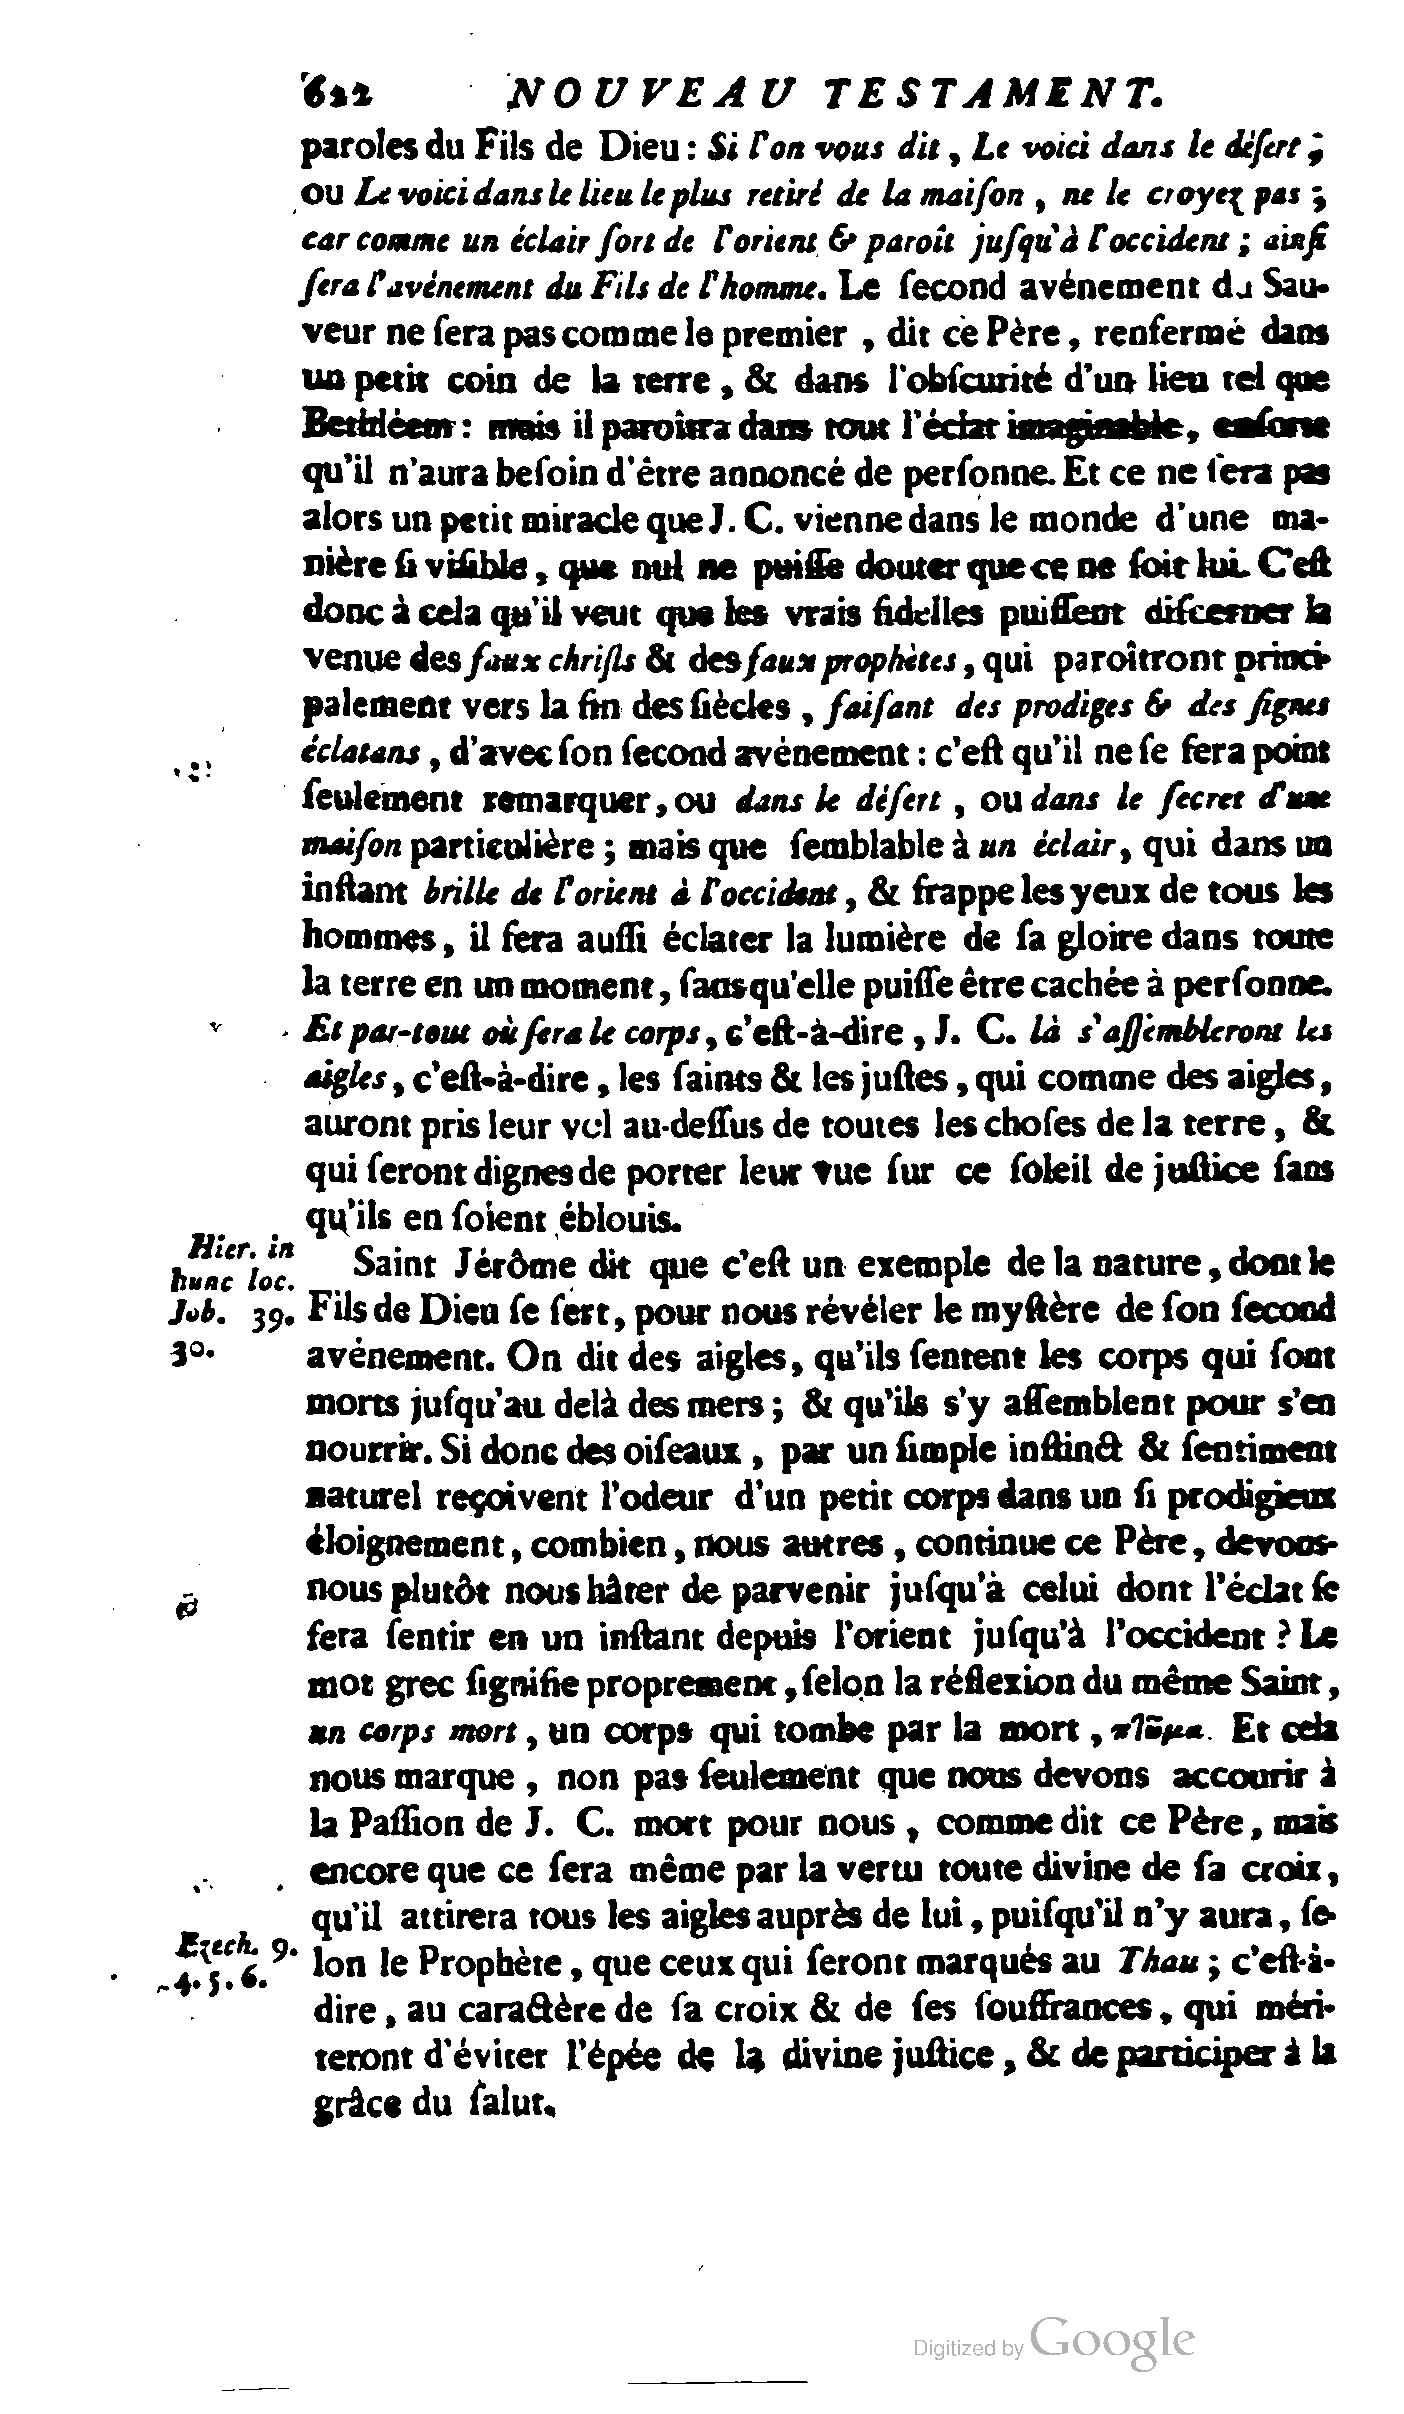 622 NOUVEAU TESTAMENT.
paroles du Fils de Dieu : Si l'on vous dit, Le voici dans le déſert ;
ou Le voici dans le lieu le plus retiré de la maiſon, ne le croyez pas ;
car comme un éclair ſort de l'orient & paroît juſqu'à l'occident ; ainſi
ſera l'avénement du Fils de l'homme. Le ſecond avénement du Sau-
veur ne ſera pas comme le premier, dit ce Père, renfermé dans
un petit coin de la terre, & dans l'obſcurité d'un lieu tel que
Bethléem : mais il paroîtra dans tout l'éclat imaginable, enſorte
qu'il n'aura beſoin d'être annoncé de perſonne. Et ce ne ſera pas
alors un petit miracle que J. C. vienne dans le monde d'une ma-
nière ſi viſible, que nul ne puiſſe douter que ce ne ſoit lui. C'eſt
donc à cela qu'il veut que les vrais fidelles puiſſent diſcerner la
venue des faux chriſts & des faux prophètes, qui paroîtront princi-
palement vers la fin des ſiècles, faiſant des prodiges & des ſignes
éclatans, d'avec ſon ſecond avénement : c'eſt qu'il ne ſe fera point
ſeulement remarquer, ou dans le déſert, ou dans le ſecret d'une
maiſon particulière ; mais que ſemblable à un éclair, qui dans un
inſtant brille de l'orient à l'occident, & frappe les yeux de tous les
hommes, il fera auſſi éclater la lumière de ſa gloire dans toute
la terre en un moment, ſans qu'elle puiſſe être cachée à perſonne.
Et par-tout où ſera le corps, c'eſt-à-dire, J. C. là s'aſſembleront les
aigles, c'eſt-à-dire, les ſaints & les juſtes, qui comme des aigles,
auront pris leur vol au-deſſus de toutes les choſes de la terre, &
qui ſeront dignes de porter leur vue ſur ce ſoleil de juſtice ſans
qu'ils en ſoient éblouis.
Hier. in
hunc loc.
Job. 39.
30.
Saint Jérôme dit que c'eſt un exemple de la nature, dont le
Fils de Dieu ſe ſert, pour nous révéler le myſtère de ſon ſecond
avénement. On dit des aigles, qu'ils ſentent les corps qui ſont
morts juſqu'au delà des mers ; & qu'ils s'y aſſemblent pour s'en
nourrir. Si donc des oiſeaux, par un ſimple inſtinct & ſentiment
naturel reçoivent l'odeur d'un petit corps dans un ſi prodigieux
éloignement, combien, nous autres, continue ce Père, devons-
nous plutôt nous hâter de parvenir juſqu'à celui dont l'éclat ſe
fera ſentir en un inſtant depuis l'orient juſqu'à l'occident ? Le
mot grec ſignifie proprement, ſelon la réflexion du même Saint,
un corps mort, un corps qui tombe par la mort, πτῶμα. Et cela
nous marque, non pas ſeulement que nous devons accourir à
la Paſſion de J. C. mort pour nous, comme dit ce Père, mais
encore que ce ſera même par la vertu toute divine de ſa croix,
qu'il attirera tous les aigles auprès de lui, puiſqu'il n'y aura, ſe-
Ezech. 9.
4. 5. 6.
lon le Prophète, que ceux qui ſeront marqués au Thau ; c'eſt-à-
dire, au caractère de ſa croix & de ſes ſouffrances, qui méri-
teront d'éviter l'épée de la divine juſtice, & de participer à la
grâce du ſalut.
Digitized by Google